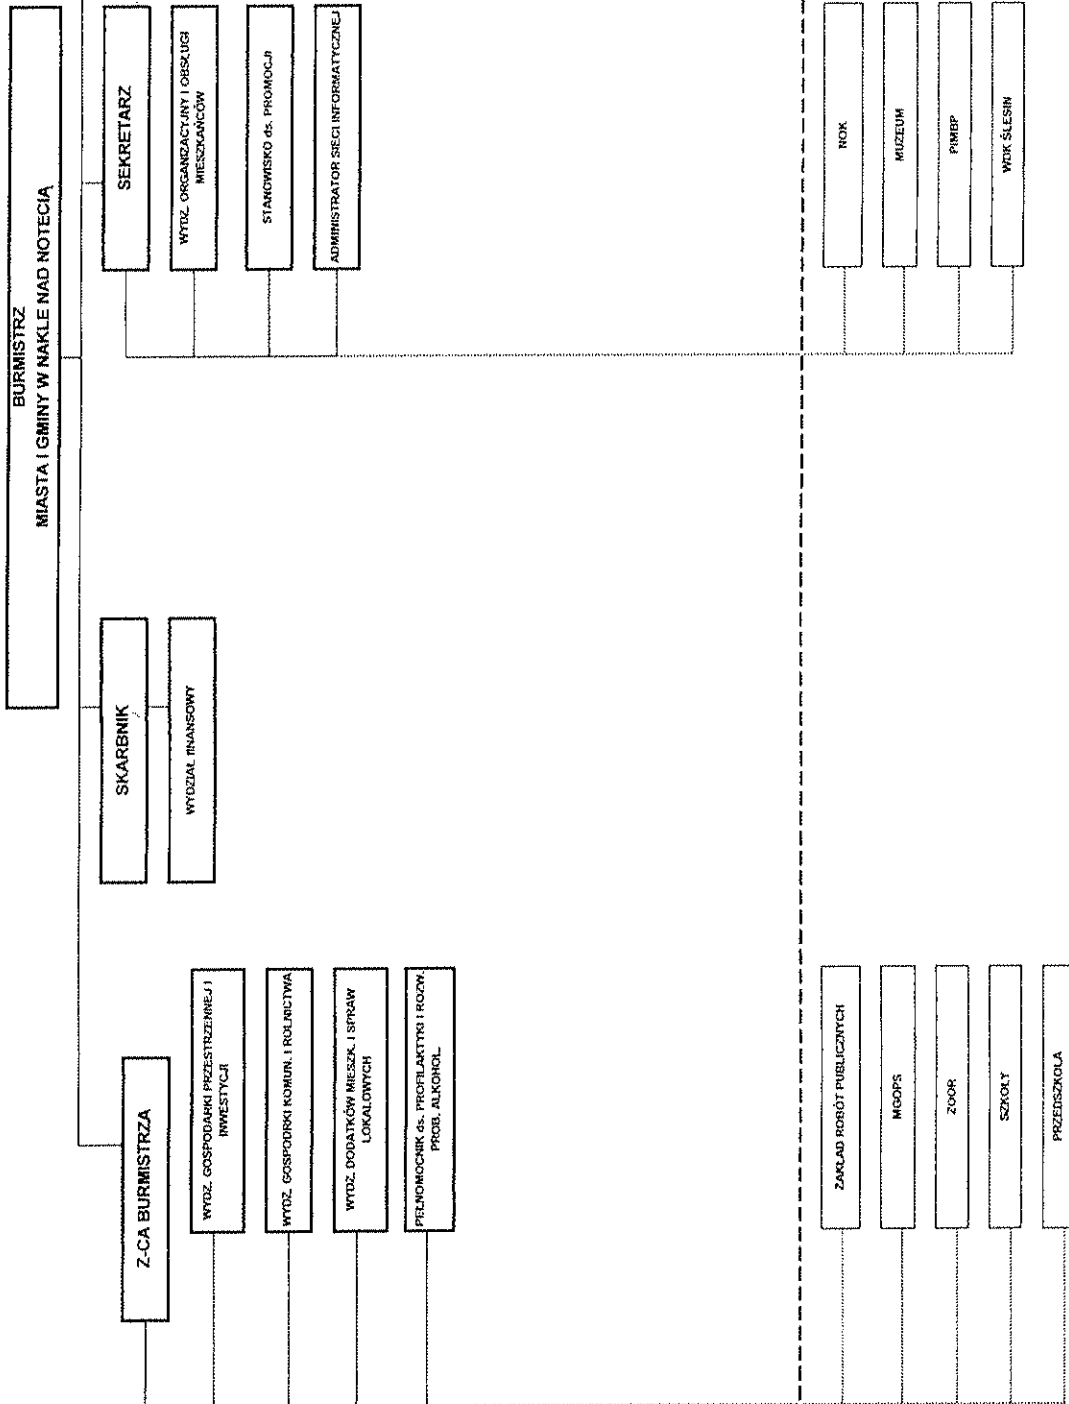 BURMISTRZ
MIASTA I GMINY W NAKLE NAD NOTECIĄ
Z-CA BURMISTRZA
WYDZ. GOSPODARKI PRZESTRZENNEJ I
INWESTYCJI
WYDZ. GOSPODRKI KOMUN. I ROLNICTWA
WYDZ. DODATKÓW MIESZK. I SPRAW
LOKALOWYCH
PEŁNOMOCNIK ds. PROFILAKTYKI I ROZW.
PROB. ALKOHOL.
SKARBNIK
WYDZIAŁ FINANSOWY
SEKRETARZ
WYDZ. ORGANIZACYJNY I OBSŁUGI
MIESZKAŃCÓW
STANOWISKO ds. PROMOCJI
ADMINISTRATOR SIECI INFORMATYCZNEJ
ZAKŁAD ROBÓT PUBLICZNYCH
MGOPS
ZOOR
SZKOŁY
PRZEDSZKOLA
NOK
MUZEUM
PIMBP
WDK ŚLESIN